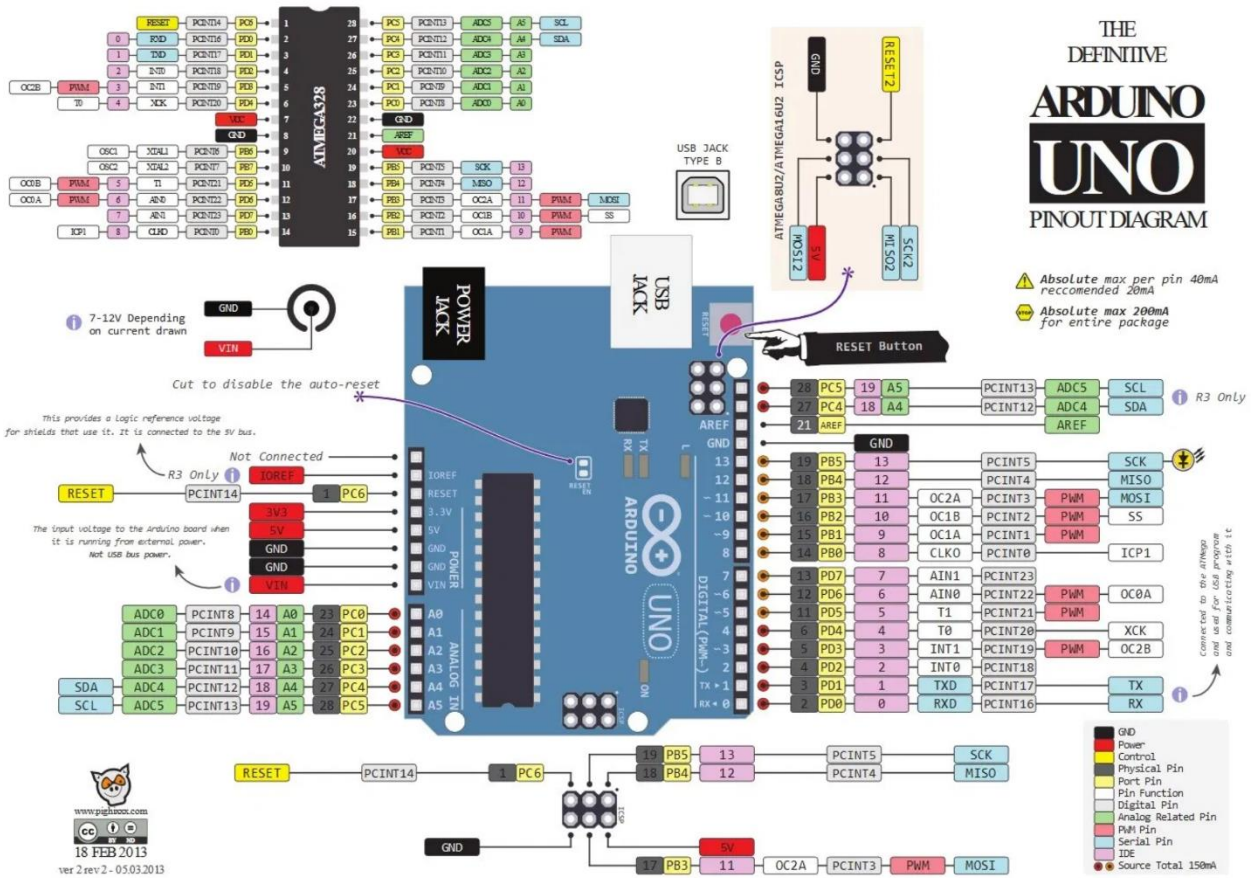 THE
DEFINITIVE
ARDUINO
UNO
PINOUT DIAGRAM
Absolute max per pin 40mA
reccomended 20mA
STOP
Absolute max 200mA
for entire package
ATMEGA328
RESET PCINT14 PC6 1
0 RXD PCINT16 PD0 2
1 TXD PCINT17 PD1 3
2 INT0 PCINT18 PD2 4
OC2B PWM 3 INT1 PCINT19 PD3 5
T0 4 XCK PCINT20 PD4 6
VCC 7
GND 8
OSC1 XTAL1 PCINT6 PB6 9
OSC2 XTAL2 PCINT7 PB7 10
OC0B PWM 5 T1 PCINT21 PD5 11
OC0A PWM 6 AIN0 PCINT22 PD6 12
7 AIN1 PCINT23 PD7 13
ICP1 8 CLKO PCINT0 PB0 14
28 PC5 PCINT13 ADC5 A5 SCL
27 PC4 PCINT12 ADC4 A4 SDA
26 PC3 PCINT11 ADC3 A3
25 PC2 PCINT10 ADC2 A2
24 PC1 PCINT9 ADC1 A1
23 PC0 PCINT8 ADC0 A0
22 GND
21 AREF
20 VCC
19 PB5 PCINT5 SCK 13
18 PB4 PCINT4 MISO 12
17 PB3 PCINT3 OC2A 11 PWM MOSI
16 PB2 PCINT2 OC1B 10 PWM SS
15 PB1 PCINT1 OC1A 9 PWM
USB JACK
TYPE B
ATMEGA8U2/ATMEGA16U2 ICSP
GND
RESET2
MOSI2
5V
MISO2
SCK2
7-12V Depending
on current drawn
GND
VIN
POWER
JACK
USB
JACK
RESET
RESET Button
Cut to disable the auto-reset
This provides a logic reference voltage
for shields that use it. It is connected to the 5V bus.
Not Connected
R3 Only IOREF
RESET PCINT14 1 PC6
3V3
5V
GND
GND
VIN
The input voltage to the Arduino board when
it is running from external power.
Not USB bus power.
ADC0 PCINT8 14 A0 23 PC0
ADC1 PCINT9 15 A1 24 PC1
ADC2 PCINT10 16 A2 25 PC2
ADC3 PCINT11 17 A3 26 PC3
SDA ADC4 PCINT12 18 A4 27 PC4
SCL ADC5 PCINT13 19 A5 28 PC5
IOREF
RESET
3.3V
5V
GND
GND
VIN
POWER
A0
A1
A2
A3
A4
A5
ANALOG IN
RESET
EN
RX
TX
L
ARDUINO
UNO
ON
ICSP
AREF
GND
13
12
~11
~10
~9
8
7
~6
~5
4
~3
2
TX ▸ 1
RX ◂ 0
DIGITAL(PWM~)
28 PC5 19 A5 PCINT13 ADC5 SCL
27 PC4 18 A4 PCINT12 ADC4 SDA
R3 Only
21 AREF AREF
GND
19 PB5 13 PCINT5 SCK
18 PB4 12 PCINT4 MISO
17 PB3 11 OC2A PCINT3 PWM MOSI
16 PB2 10 OC1B PCINT2 PWM SS
15 PB1 9 OC1A PCINT1 PWM
14 PB0 8 CLKO PCINT0 ICP1
13 PD7 7 AIN1 PCINT23
12 PD6 6 AIN0 PCINT22 PWM OC0A
11 PD5 5 T1 PCINT21 PWM
6 PD4 4 T0 PCINT20 XCK
5 PD3 3 INT1 PCINT19 PWM OC2B
4 PD2 2 INT0 PCINT18
3 PD1 1 TXD PCINT17 TX
2 PD0 0 RXD PCINT16 RX
Connected to the ATMega
and used for USB program
and communicating with it
RESET PCINT14 1 PC6
19 PB5 13 PCINT5 SCK
18 PB4 12 PCINT4 MISO
ICSP
GND
5V
17 PB3 11 OC2A PCINT3 PWM MOSI
www.pighixxx.com
cc
BY ND
18 FEB 2013
ver 2 rev 2 - 05.03.2013
GND
Power
Control
Physical Pin
Port Pin
Pin Function
Digital Pin
Analog Related Pin
PWM Pin
Serial Pin
IDE
Source Total 150mA